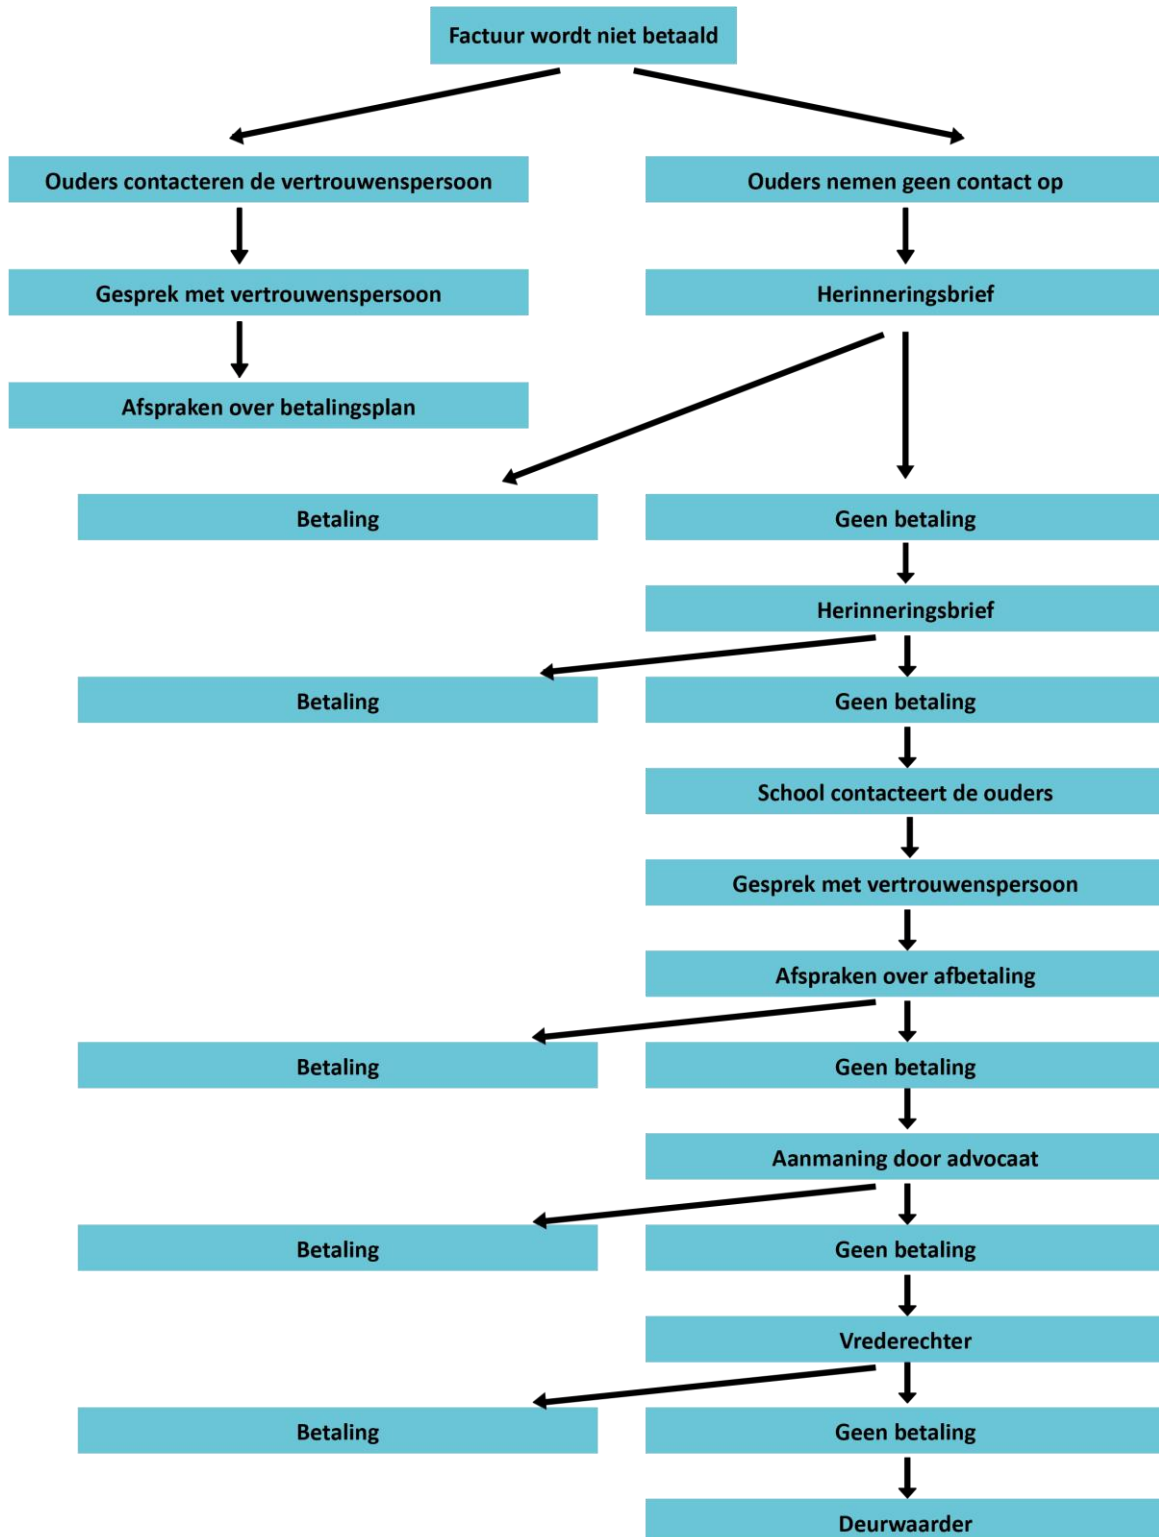 Factuur wordt niet betaald
Ouders contacteren de vertrouwenspersoon
Ouders nemen geen contact op
Gesprek met vertrouwenspersoon
Herinneringsbrief
Afspraken over betalingsplan
Betaling
Geen betaling
Herinneringsbrief
Betaling
Geen betaling
School contacteert de ouders
Gesprek met vertrouwenspersoon
Afspraken over afbetaling
Betaling
Geen betaling
Aanmaning door advocaat
Betaling
Geen betaling
Vrederechter
Betaling
Geen betaling
Deurwaarder